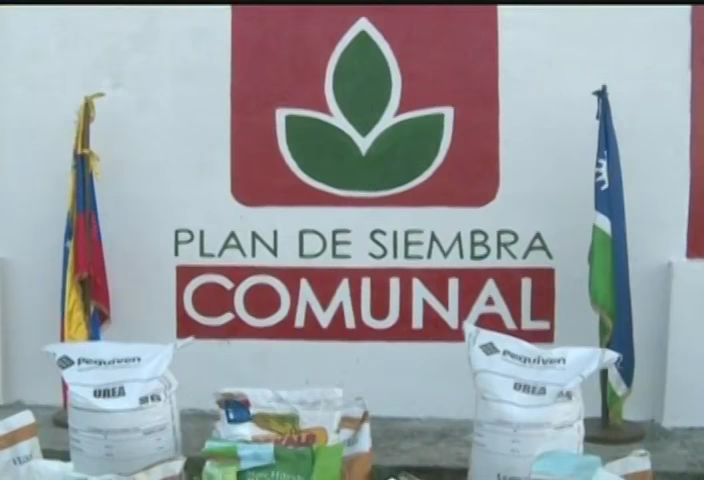 PLAN DE SIEMBRA
COMUNAL
Pequiven
UREA
Pequiven
UREA